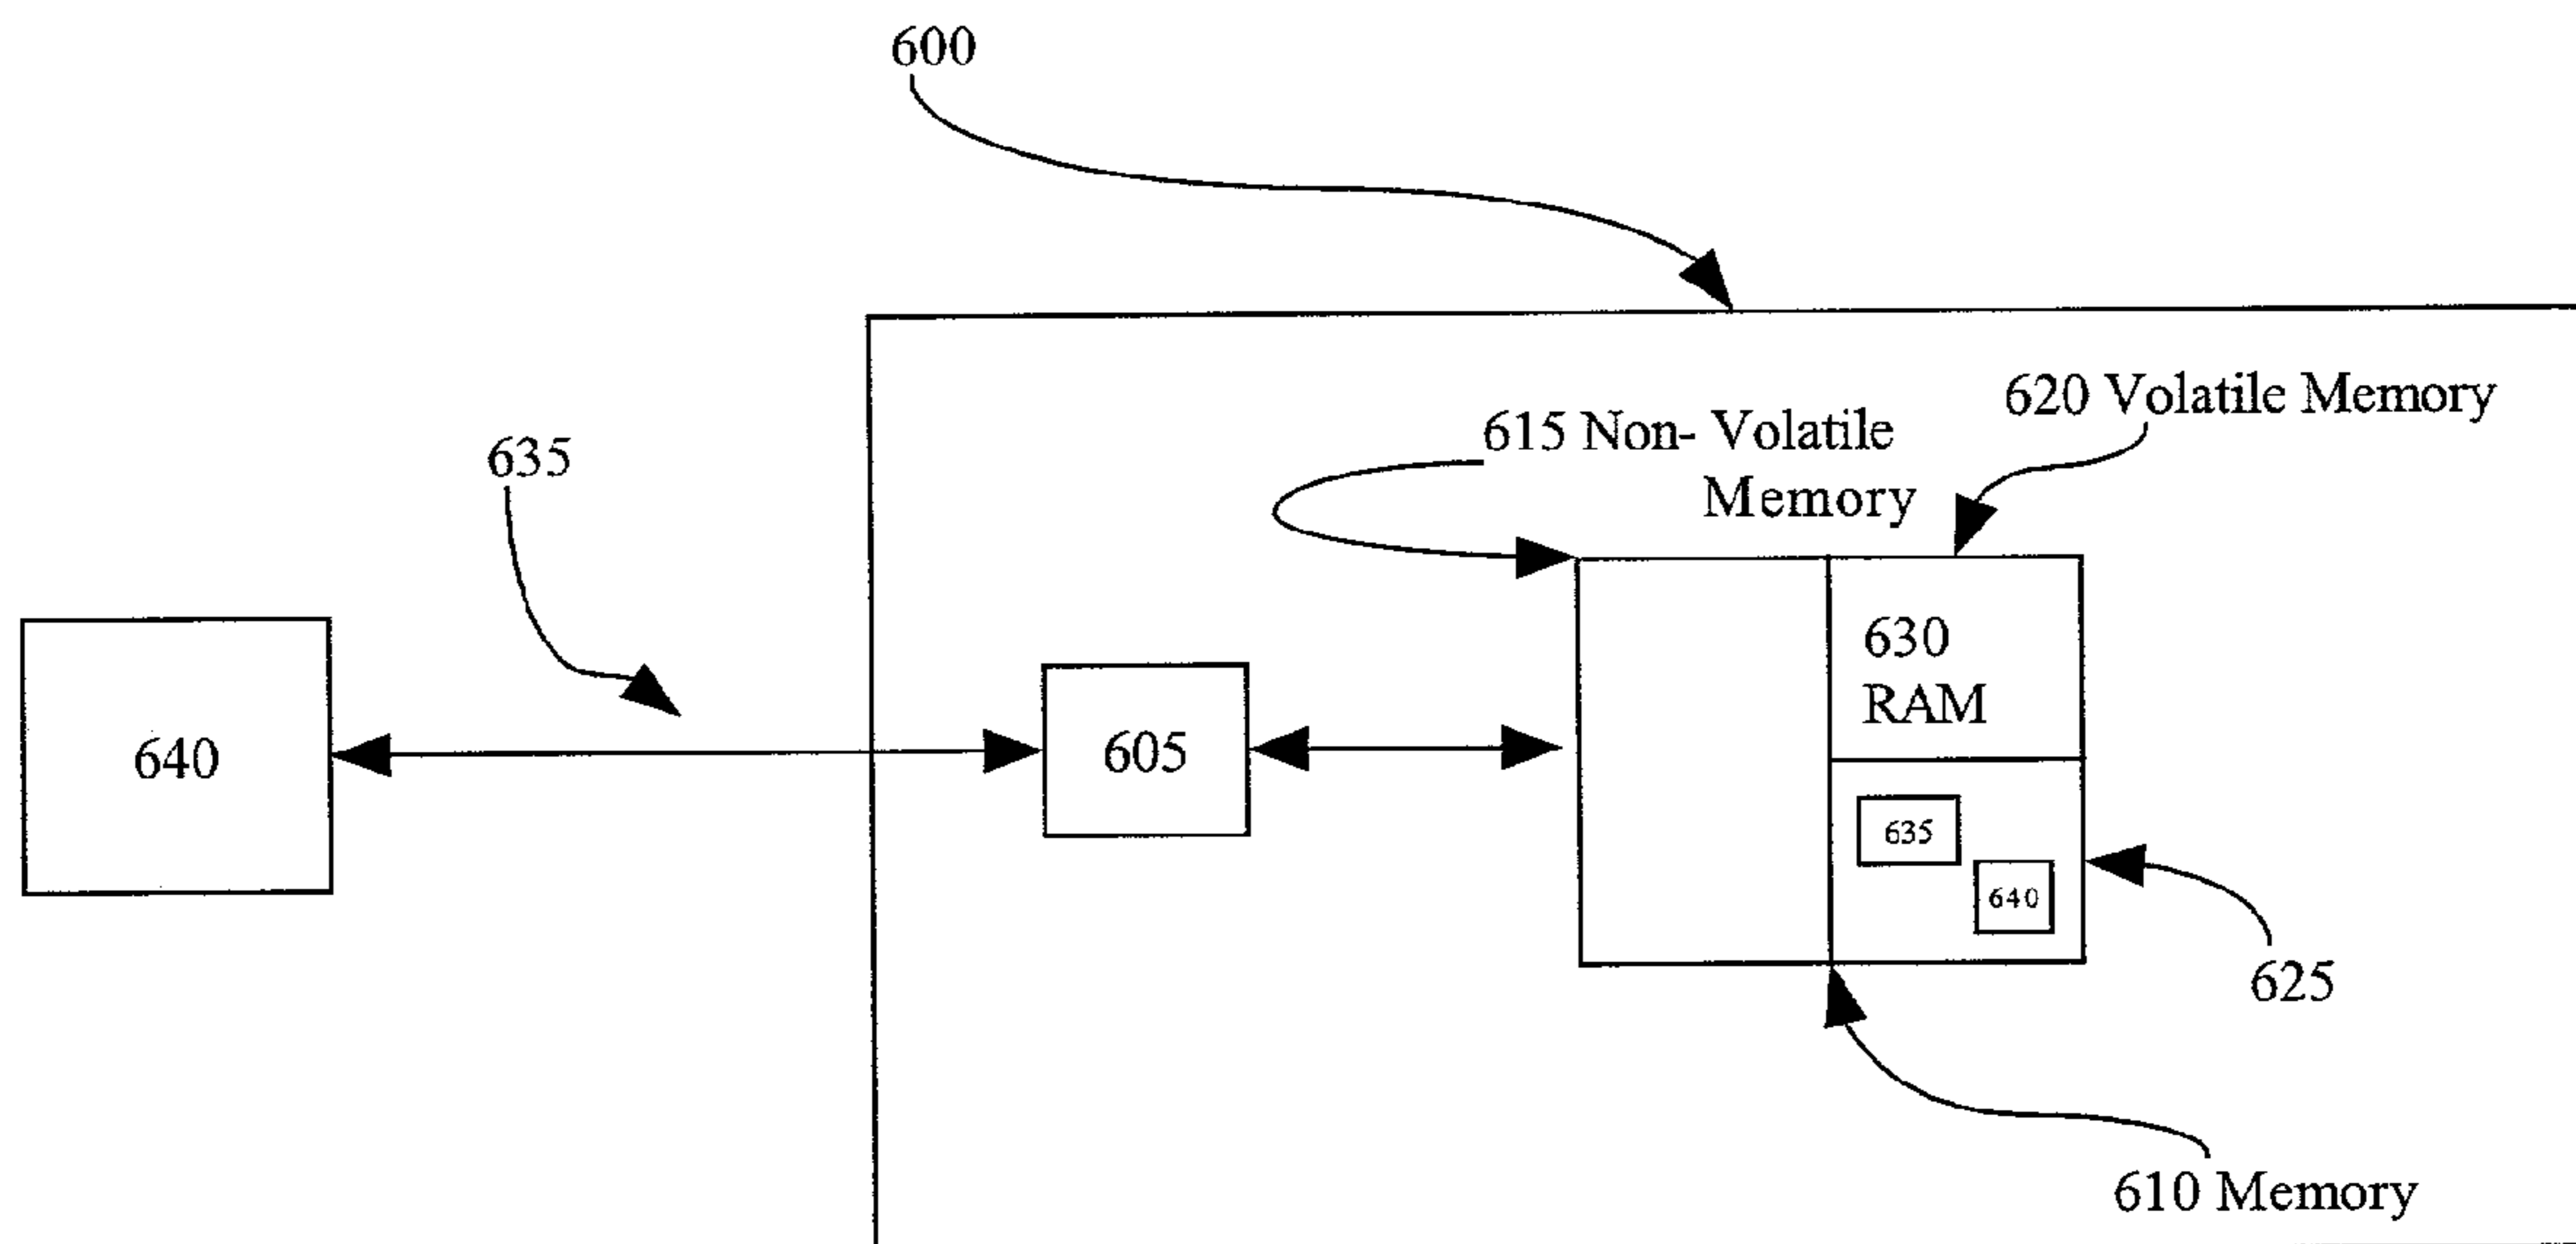 600
620 Volatile Memory
615 Non- Volatile
Memory
635
630
RAM
640
605
635
640
625
610 Memory